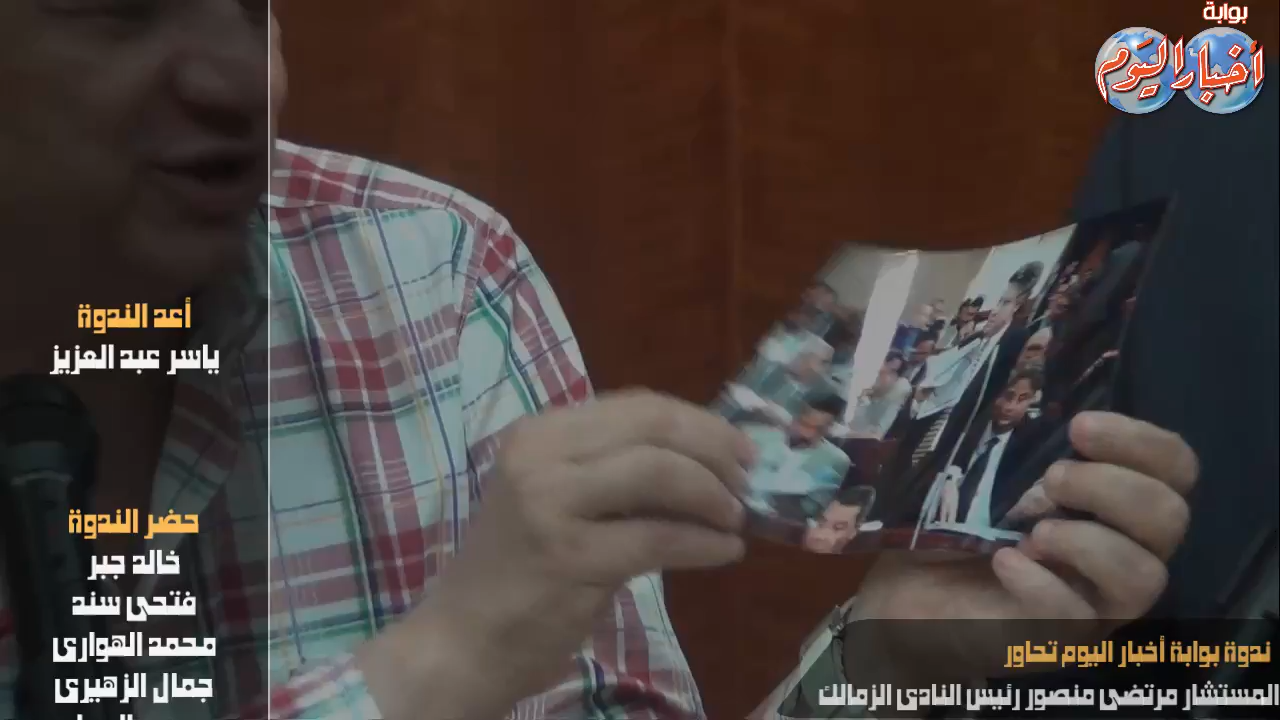 بوابة
أخبار اليوم
أعد الندوة
ياسر عبد العزيز
حضر الندوة
خالد جبر
فتحى سند
محمد الهوارى
جمال الزهيرى
ندوة بوابة أخبار اليوم تحاور
المستشار مرتضى منصور رئيس النادى الزمالك